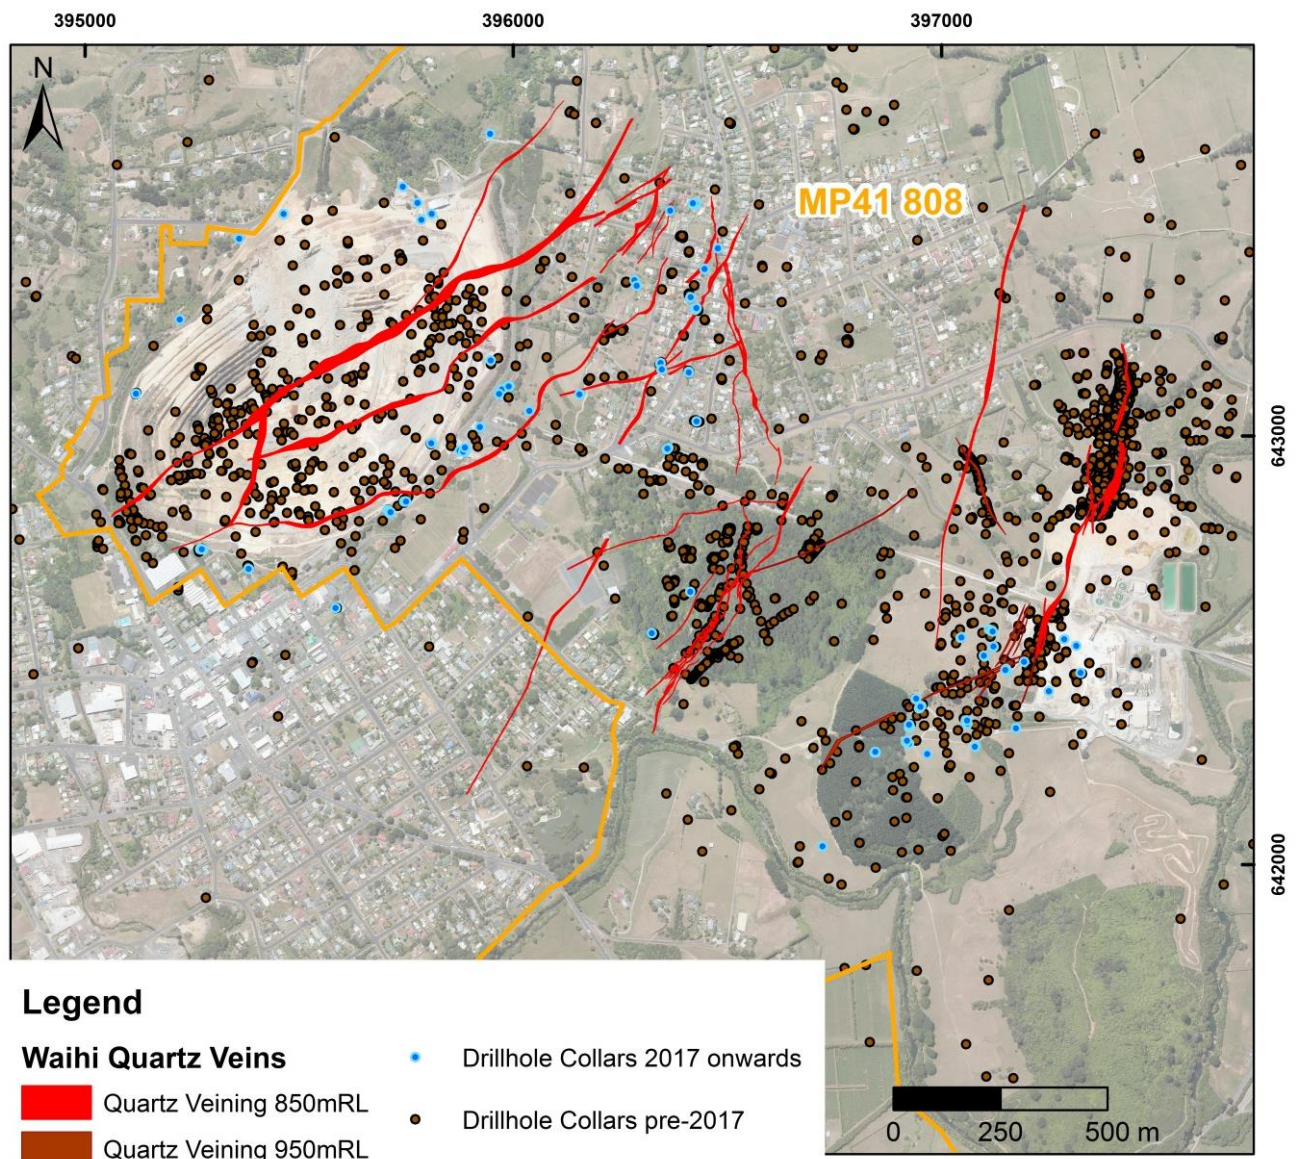 395000
396000
397000
N
MP41 808
643000
642000
Legend
Waihi Quartz Veins
Quartz Veining 850mRL
Quartz Veining 950mRL
Drillhole Collars 2017 onwards
Drillhole Collars pre-2017
0 250 500 m